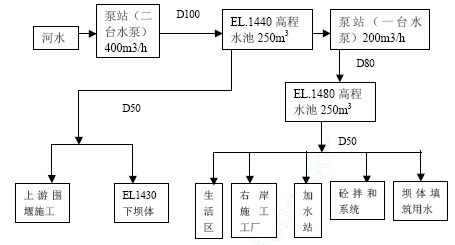 河水
泵站（二
台水泵）
400m3/h
D100
EL.1440 高程
水池 250m³
泵站（一台水
泵）200m3/h
D80
EL.1480 高程
水池 250m³
D50
D50
上游围
堰施工
EL1430
下坝体
生
活
区
右岸
施工
工厂
加
水
站
砼拌和
系统
坝体填
筑用水